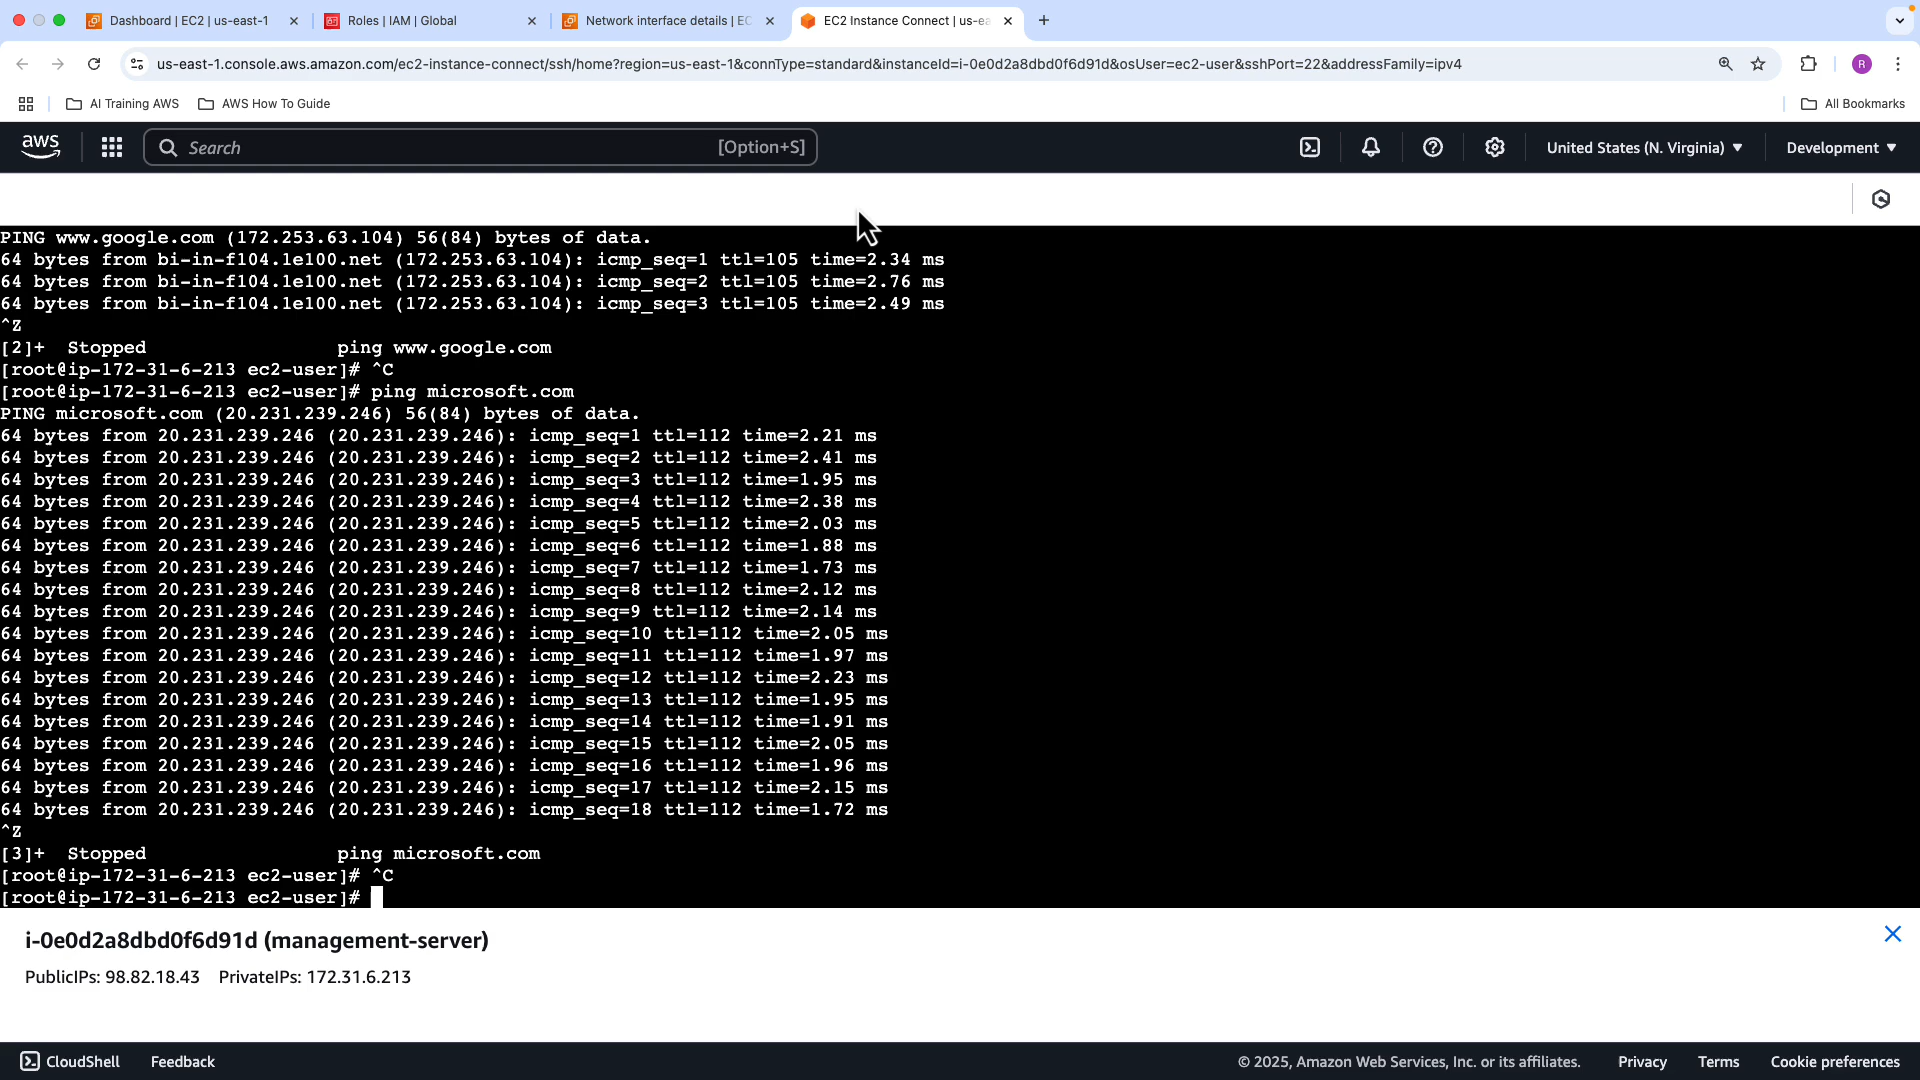 Dashboard | EC2 | us-east-1
Roles | IAM | Global
Network interface details | EC
EC2 Instance Connect | us-ea
us-east-1.console.aws.amazon.com/ec2-instance-connect/ssh/home?region=us-east-1&connType=standard&instanceId=i-0e0d2a8dbd0f6d91d&osUser=ec2-user&sshPort=22&addressFamily=ipv4
R
AI Training AWS
AWS How To Guide
All Bookmarks
aws
Search
[Option+S]
United States (N. Virginia)
Development
PING www.google.com (172.253.63.104) 56(84) bytes of data.
64 bytes from bi-in-f104.1e100.net (172.253.63.104): icmp_seq=1 ttl=105 time=2.34 ms
64 bytes from bi-in-f104.1e100.net (172.253.63.104): icmp_seq=2 ttl=105 time=2.76 ms
64 bytes from bi-in-f104.1e100.net (172.253.63.104): icmp_seq=3 ttl=105 time=2.49 ms
^Z
[2]+  Stopped                 ping www.google.com
[root@ip-172-31-6-213 ec2-user]# ^C
[root@ip-172-31-6-213 ec2-user]# ping microsoft.com
PING microsoft.com (20.231.239.246) 56(84) bytes of data.
64 bytes from 20.231.239.246 (20.231.239.246): icmp_seq=1 ttl=112 time=2.21 ms
64 bytes from 20.231.239.246 (20.231.239.246): icmp_seq=2 ttl=112 time=2.41 ms
64 bytes from 20.231.239.246 (20.231.239.246): icmp_seq=3 ttl=112 time=1.95 ms
64 bytes from 20.231.239.246 (20.231.239.246): icmp_seq=4 ttl=112 time=2.38 ms
64 bytes from 20.231.239.246 (20.231.239.246): icmp_seq=5 ttl=112 time=2.03 ms
64 bytes from 20.231.239.246 (20.231.239.246): icmp_seq=6 ttl=112 time=1.88 ms
64 bytes from 20.231.239.246 (20.231.239.246): icmp_seq=7 ttl=112 time=1.73 ms
64 bytes from 20.231.239.246 (20.231.239.246): icmp_seq=8 ttl=112 time=2.12 ms
64 bytes from 20.231.239.246 (20.231.239.246): icmp_seq=9 ttl=112 time=2.14 ms
64 bytes from 20.231.239.246 (20.231.239.246): icmp_seq=10 ttl=112 time=2.05 ms
64 bytes from 20.231.239.246 (20.231.239.246): icmp_seq=11 ttl=112 time=1.97 ms
64 bytes from 20.231.239.246 (20.231.239.246): icmp_seq=12 ttl=112 time=2.23 ms
64 bytes from 20.231.239.246 (20.231.239.246): icmp_seq=13 ttl=112 time=1.95 ms
64 bytes from 20.231.239.246 (20.231.239.246): icmp_seq=14 ttl=112 time=1.91 ms
64 bytes from 20.231.239.246 (20.231.239.246): icmp_seq=15 ttl=112 time=2.05 ms
64 bytes from 20.231.239.246 (20.231.239.246): icmp_seq=16 ttl=112 time=1.96 ms
64 bytes from 20.231.239.246 (20.231.239.246): icmp_seq=17 ttl=112 time=2.15 ms
64 bytes from 20.231.239.246 (20.231.239.246): icmp_seq=18 ttl=112 time=1.72 ms
^Z
[3]+  Stopped                 ping microsoft.com
[root@ip-172-31-6-213 ec2-user]# ^C
[root@ip-172-31-6-213 ec2-user]#
i-0e0d2a8dbd0f6d91d (management-server)
PublicIPs: 98.82.18.43 PrivateIPs: 172.31.6.213
CloudShell
Feedback
© 2025, Amazon Web Services, Inc. or its affiliates.
Privacy
Terms
Cookie preferences